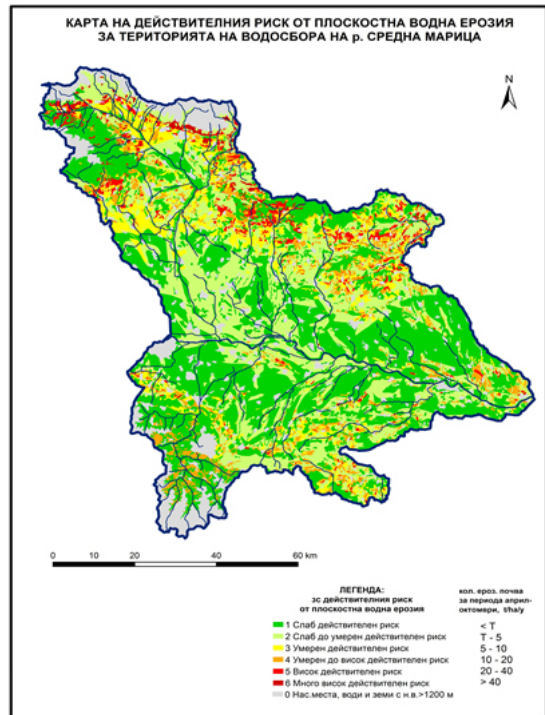 КАРТА НА ДЕЙСТВИТЕЛНИЯ РИСК ОТ ПЛОСКОСТНА ВОДНА ЕРОЗИЯ
ЗА ТЕРИТОРИЯТА НА ВОДОСБОРА НА р. СРЕДНА МАРИЦА
N
0 10 20 40 60 km
ЛЕГЕНДА:
зс действителния риск
от плоскостна водна ерозия
кол. ероз. почва
за периода април-
октомври, t/ha/y
1 Слаб действителен риск < T
2 Слаб до умерен действителен риск T - 5
3 Умерен действителен риск 5 - 10
4 Умерен до висок действителен риск 10 - 20
5 Висок действителен риск 20 - 40
6 Много висок действителен риск > 40
0 Нас.места, води и земи с н.в.>1200 м